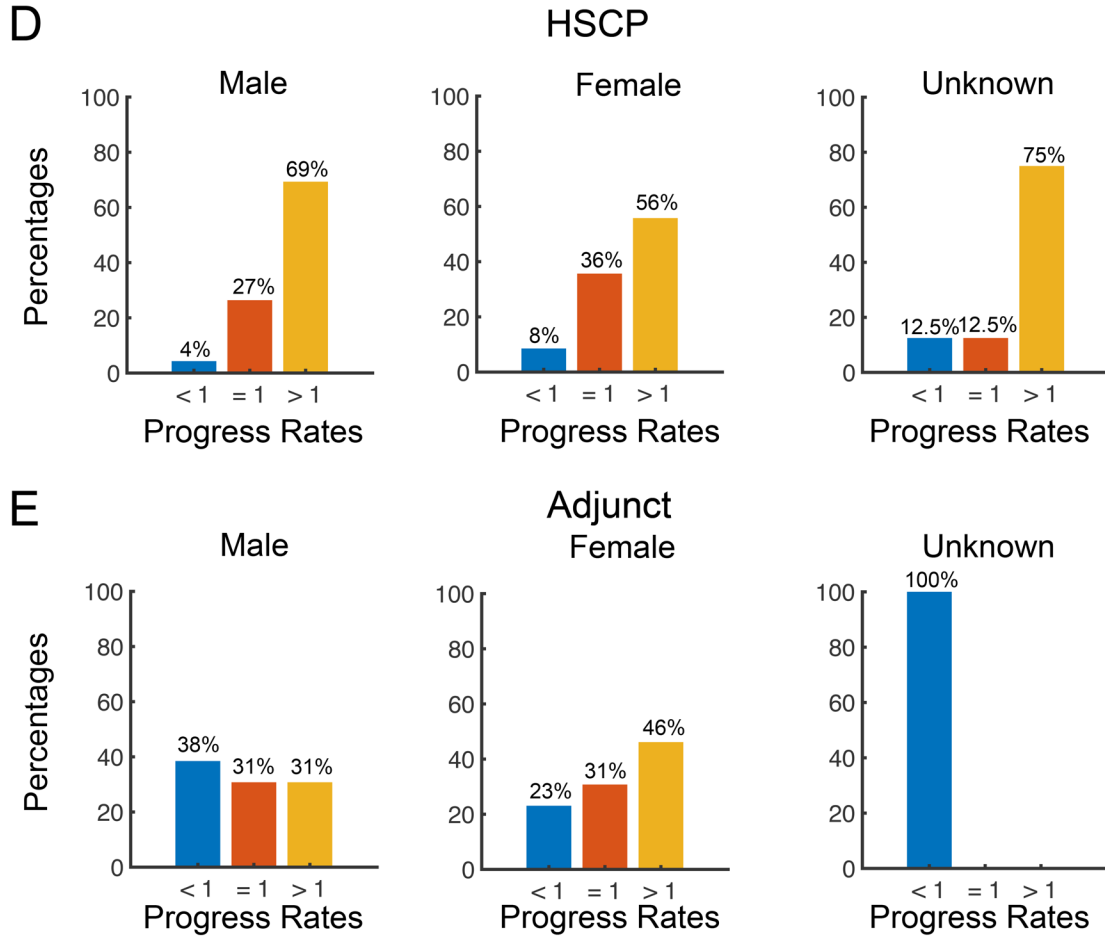 D
HSCP
Male
Female
Unknown
Percentages
100
80
60
40
20
0
4%
27%
69%
< 1 = 1 > 1
Progress Rates
100
80
60
40
20
0
8%
36%
56%
< 1 = 1 > 1
Progress Rates
100
80
60
40
20
0
12.5%
12.5%
75%
< 1 = 1 > 1
Progress Rates
E
Adjunct
Male
Female
Unknown
Percentages
100
80
60
40
20
0
38%
31%
31%
< 1 = 1 > 1
Progress Rates
100
80
60
40
20
0
23%
31%
46%
< 1 = 1 > 1
Progress Rates
100
80
60
40
20
0
100%
< 1 = 1 > 1
Progress Rates